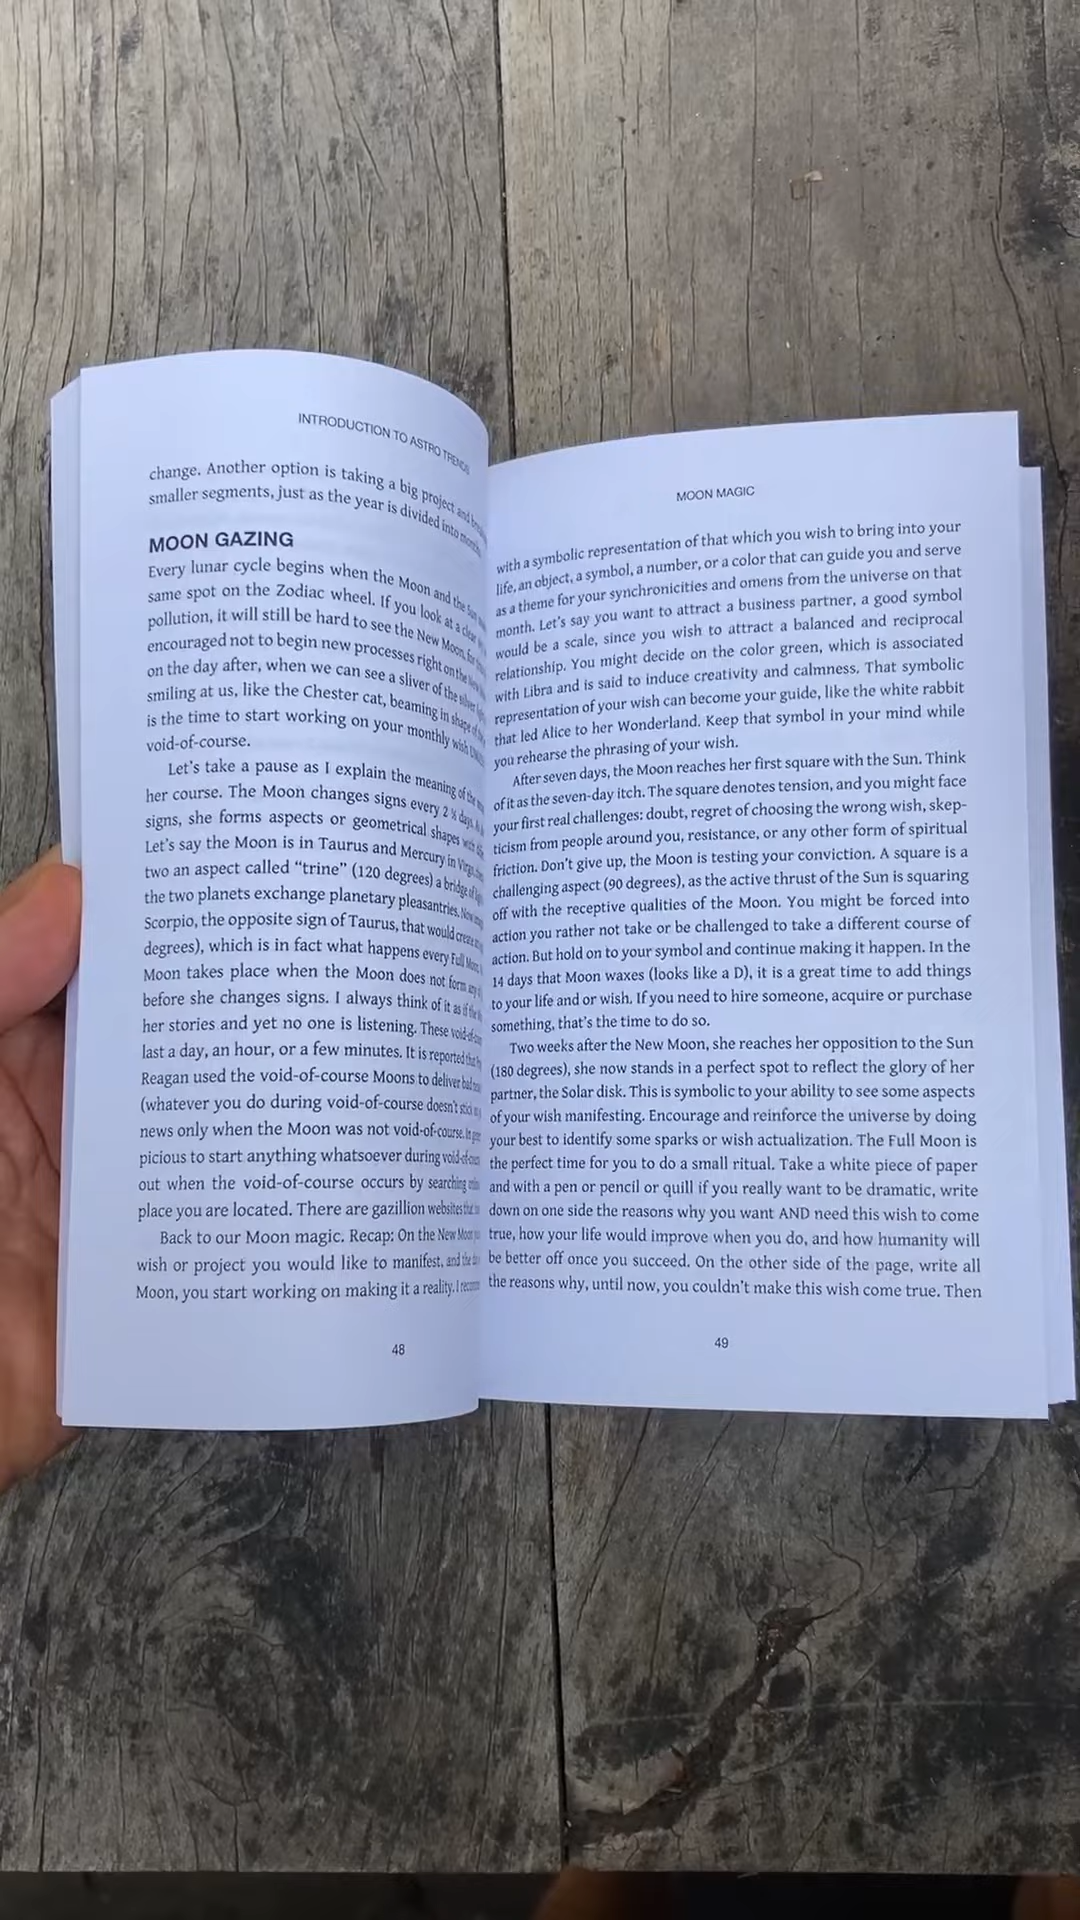 INTRODUCTION TO ASTRO TRENDS
change. Another option is taking a big project and
smaller segments, just as the year is divided into
MOON GAZING
Every lunar cycle begins when the Moon and the Sun
same spot on the Zodiac wheel. If you look at a clear
pollution, it will still be hard to see the New Moon, for
encouraged not to begin new processes right on the New
on the day after, when we can see a sliver of the silver
smiling at us, like the Chester cat, beaming in shape of
is the time to start working on your monthly wish
void-of-course.
Let's take a pause as I explain the meaning of the
her course. The Moon changes signs every 2 ½ days.
signs, she forms aspects or geometrical shapes with
Let's say the Moon is in Taurus and Mercury in Virgo,
two an aspect called “trine” (120 degrees) a bridge of
the two planets exchange planetary pleasantries. Now
Scorpio, the opposite sign of Taurus, that would create
degrees), which is in fact what happens every Full Moon.
Moon takes place when the Moon does not form any
before she changes signs. I always think of it as if
her stories and yet no one is listening. These
last a day, an hour, or a few minutes. It is reported that
Reagan used the void-of-course Moons to deliver bad
(whatever you do during void-of-course doesn't stick
news only when the Moon was not void-of-course.
picious to start anything whatsoever during
out when the void-of-course occurs by searching
place you are located. There are gazillion websites
Back to our Moon magic. Recap: On the New Moon
wish or project you would like to manifest, and the
Moon, you start working on making it a reality. I
48
MOON MAGIC
with a symbolic representation of that which you wish to bring into your
life, an object, a symbol, a number, or a color that can guide you and serve
as a theme for your synchronicities and omens from the universe on that
month. Let's say you want to attract a business partner, a good symbol
would be a scale, since you wish to attract a balanced and reciprocal
relationship. You might decide on the color green, which is associated
with Libra and is said to induce creativity and calmness. That symbolic
representation of your wish can become your guide, like the white rabbit
that led Alice to her Wonderland. Keep that symbol in your mind while
you rehearse the phrasing of your wish.
After seven days, the Moon reaches her first square with the Sun. Think
of it as the seven-day itch. The square denotes tension, and you might face
your first real challenges: doubt, regret of choosing the wrong wish, skep-
ticism from people around you, resistance, or any other form of spiritual
friction. Don't give up, the Moon is testing your conviction. A square is a
challenging aspect (90 degrees), as the active thrust of the Sun is squaring
off with the receptive qualities of the Moon. You might be forced into
action you rather not take or be challenged to take a different course of
action. But hold on to your symbol and continue making it happen. In the
14 days that Moon waxes (looks like a D), it is a great time to add things
to your life and or wish. If you need to hire someone, acquire or purchase
something, that's the time to do so.
Two weeks after the New Moon, she reaches her opposition to the Sun
(180 degrees), she now stands in a perfect spot to reflect the glory of her
partner, the Solar disk. This is symbolic to your ability to see some aspects
of your wish manifesting. Encourage and reinforce the universe by doing
your best to identify some sparks or wish actualization. The Full Moon is
the perfect time for you to do a small ritual. Take a white piece of paper
and with a pen or pencil or quill if you really want to be dramatic, write
down on one side the reasons why you want AND need this wish to come
true, how your life would improve when you do, and how humanity will
be better off once you succeed. On the other side of the page, write all
the reasons why, until now, you couldn't make this wish come true. Then
49